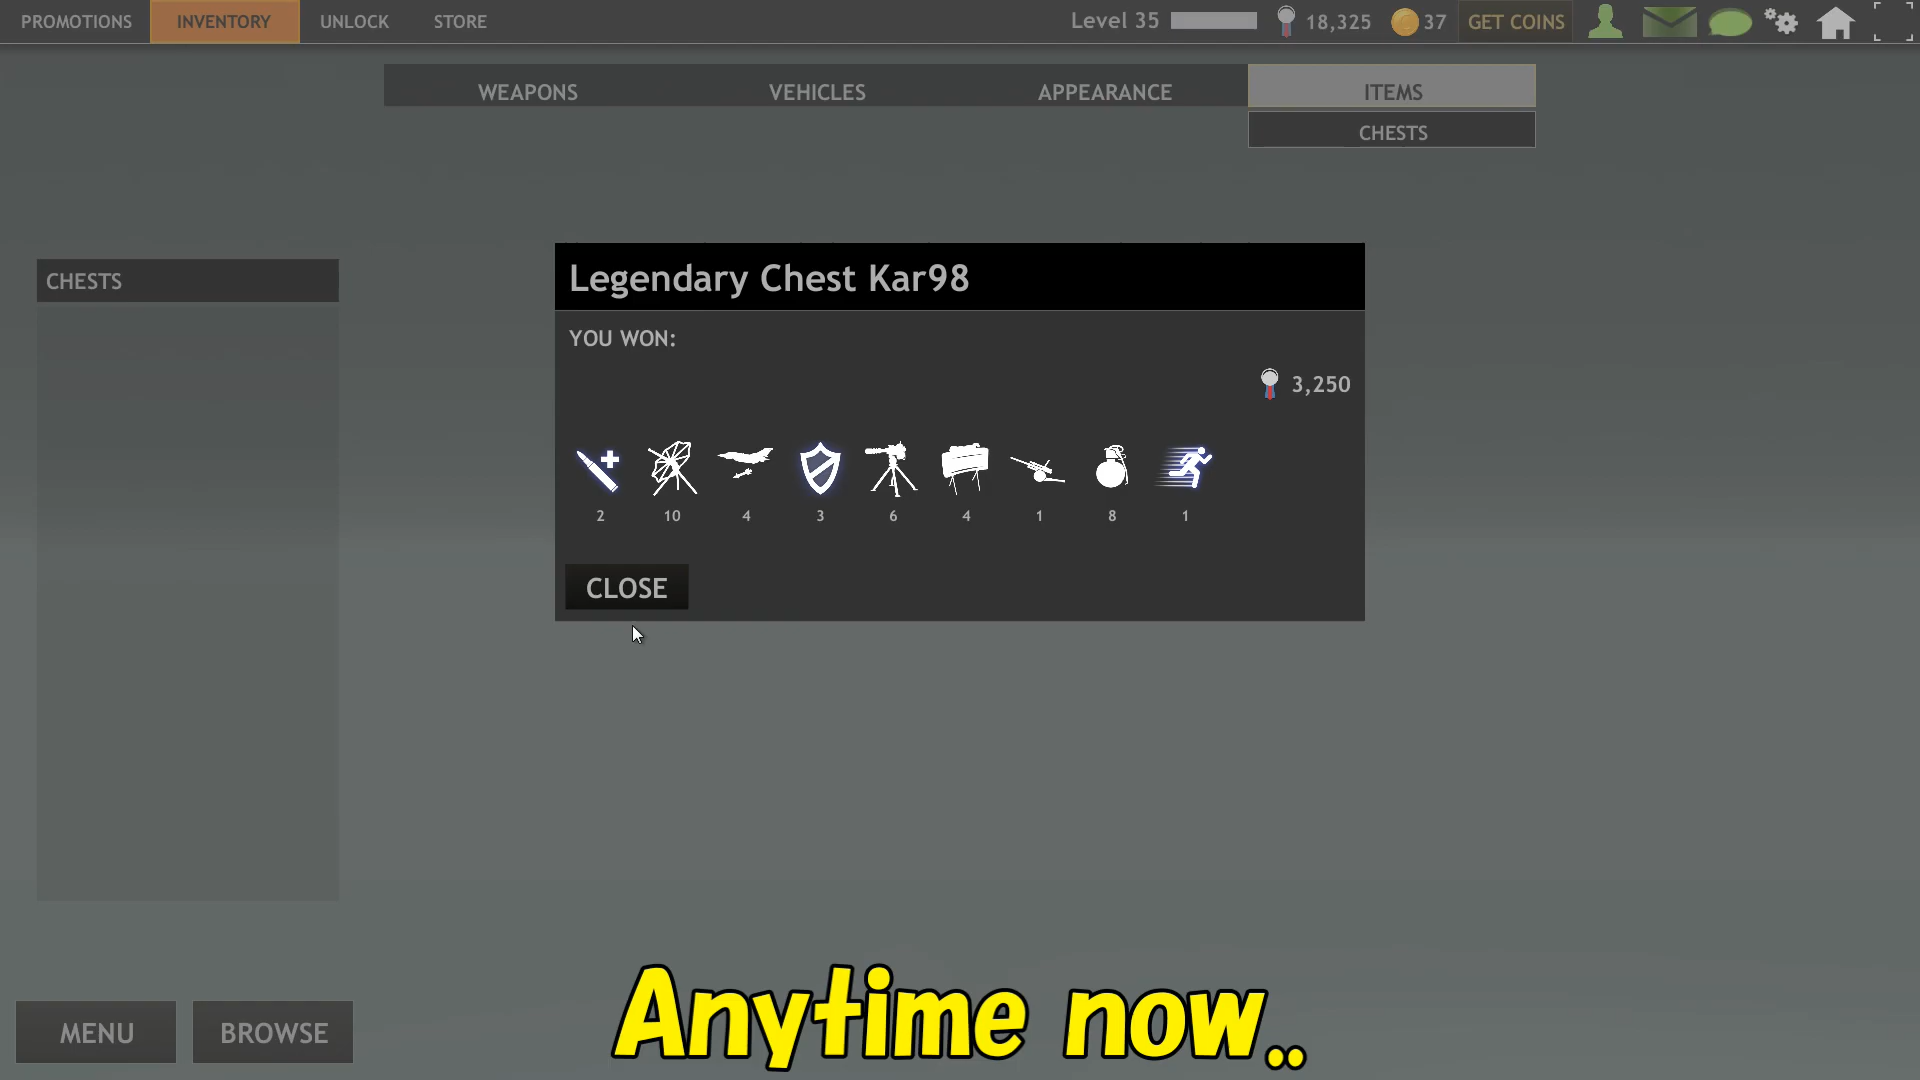 PROMOTIONS INVENTORY UNLOCK STORE Level 35 18,325 37 GET COINS
WEAPONS VEHICLES APPEARANCE ITEMS
CHESTS
CHESTS
Legendary Chest Kar98
YOU WON:
3,250
2 10 4 3 6 4 1 8 1
CLOSE
MENU BROWSE
Anytime now..